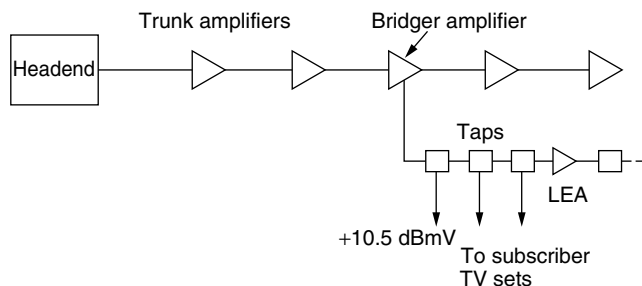 Trunk amplifiers
Bridger amplifier
Headend
Taps
LEA
+10.5 dBmV
To subscriber
TV sets